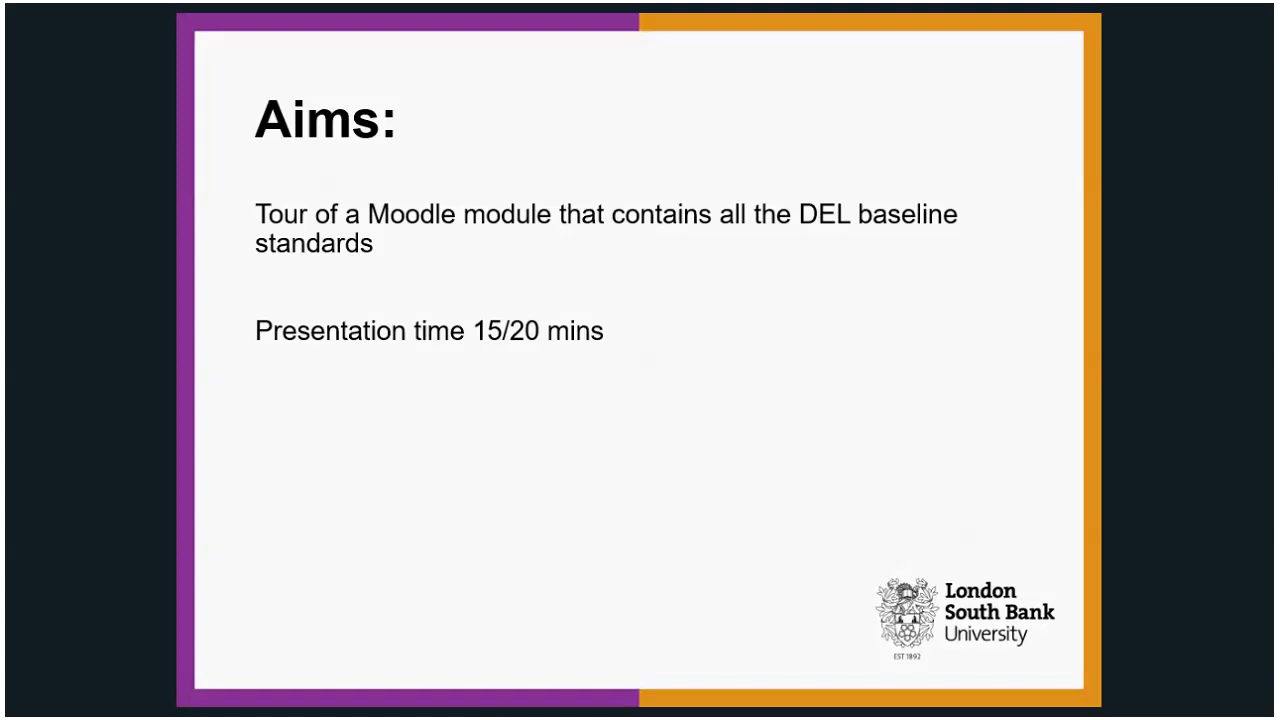 Aims:
Tour of a Moodle module that contains all the DEL baseline
standards
Presentation time 15/20 mins
London
South Bank
University
EST 1892